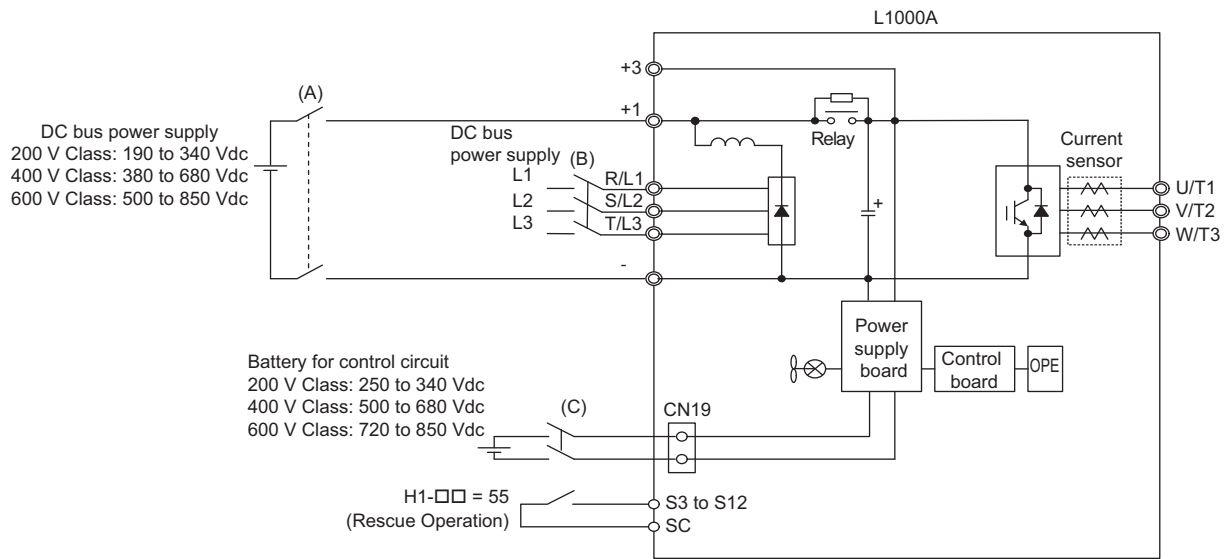 L1000A
+3
(A)
+1
DC bus power supply
200 V Class: 190 to 340 Vdc
400 V Class: 380 to 680 Vdc
600 V Class: 500 to 850 Vdc
DC bus
power supply
(B)
L1
L2
L3
R/L1
S/L2
T/L3
-
Relay
+
Current
sensor
U/T1
V/T2
W/T3
Power
supply
board
Control
board
OPE
Battery for control circuit
200 V Class: 250 to 340 Vdc
400 V Class: 500 to 680 Vdc
600 V Class: 720 to 850 Vdc
(C)
CN19
H1-□□ = 55
(Rescue Operation)
S3 to S12
SC